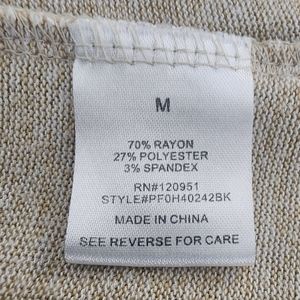 M
70% RAYON
27% POLYESTER
3% SPANDEX
RN#120951
STYLE#PF0H40242BK
MADE IN CHINA
SEE REVERSE FOR CARE